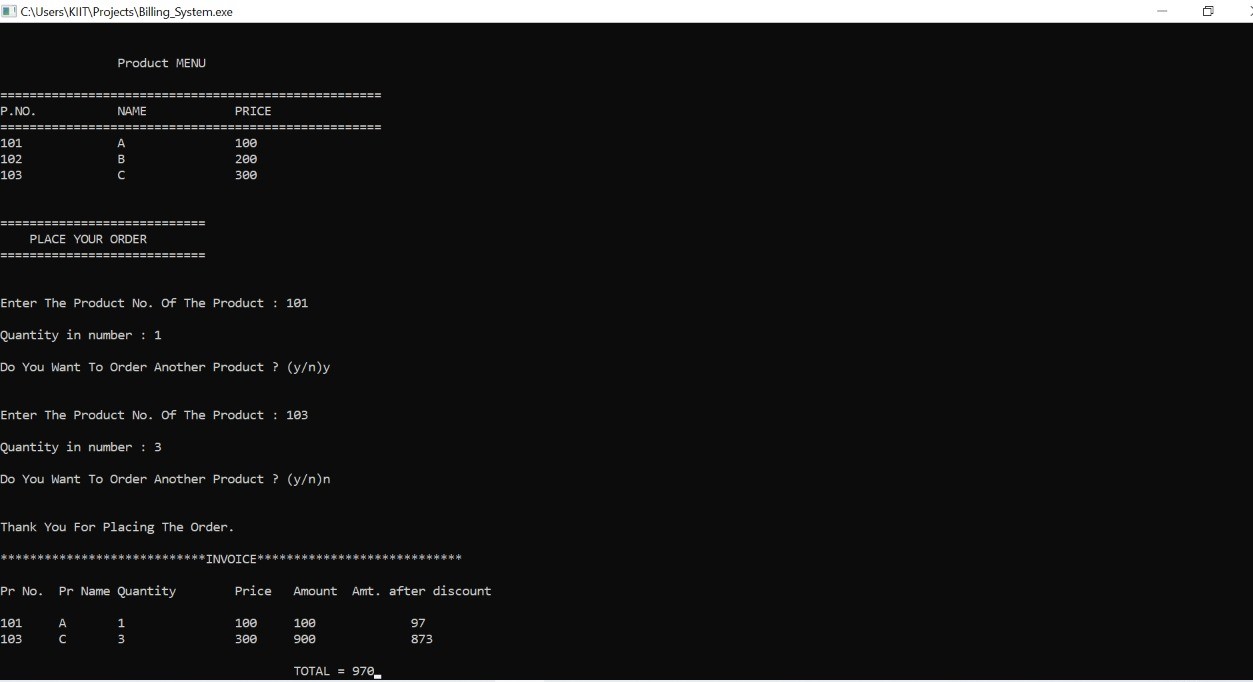 C:\Users\KIIT\Projects\Billing_System.exe
Product MENU
====================================================
P.NO. NAME PRICE
====================================================
101 A 100
102 B 200
103 C 300
============================
PLACE YOUR ORDER
============================
Enter The Product No. Of The Product : 101
Quantity in number : 1
Do You Want To Order Another Product ? (y/n)y
Enter The Product No. Of The Product : 103
Quantity in number : 3
Do You Want To Order Another Product ? (y/n)n
Thank You For Placing The Order.
****************************INVOICE****************************
Pr No. Pr Name Quantity Price Amount Amt. after discount
101 A 1 100 100 97
103 C 3 300 900 873
TOTAL = 970